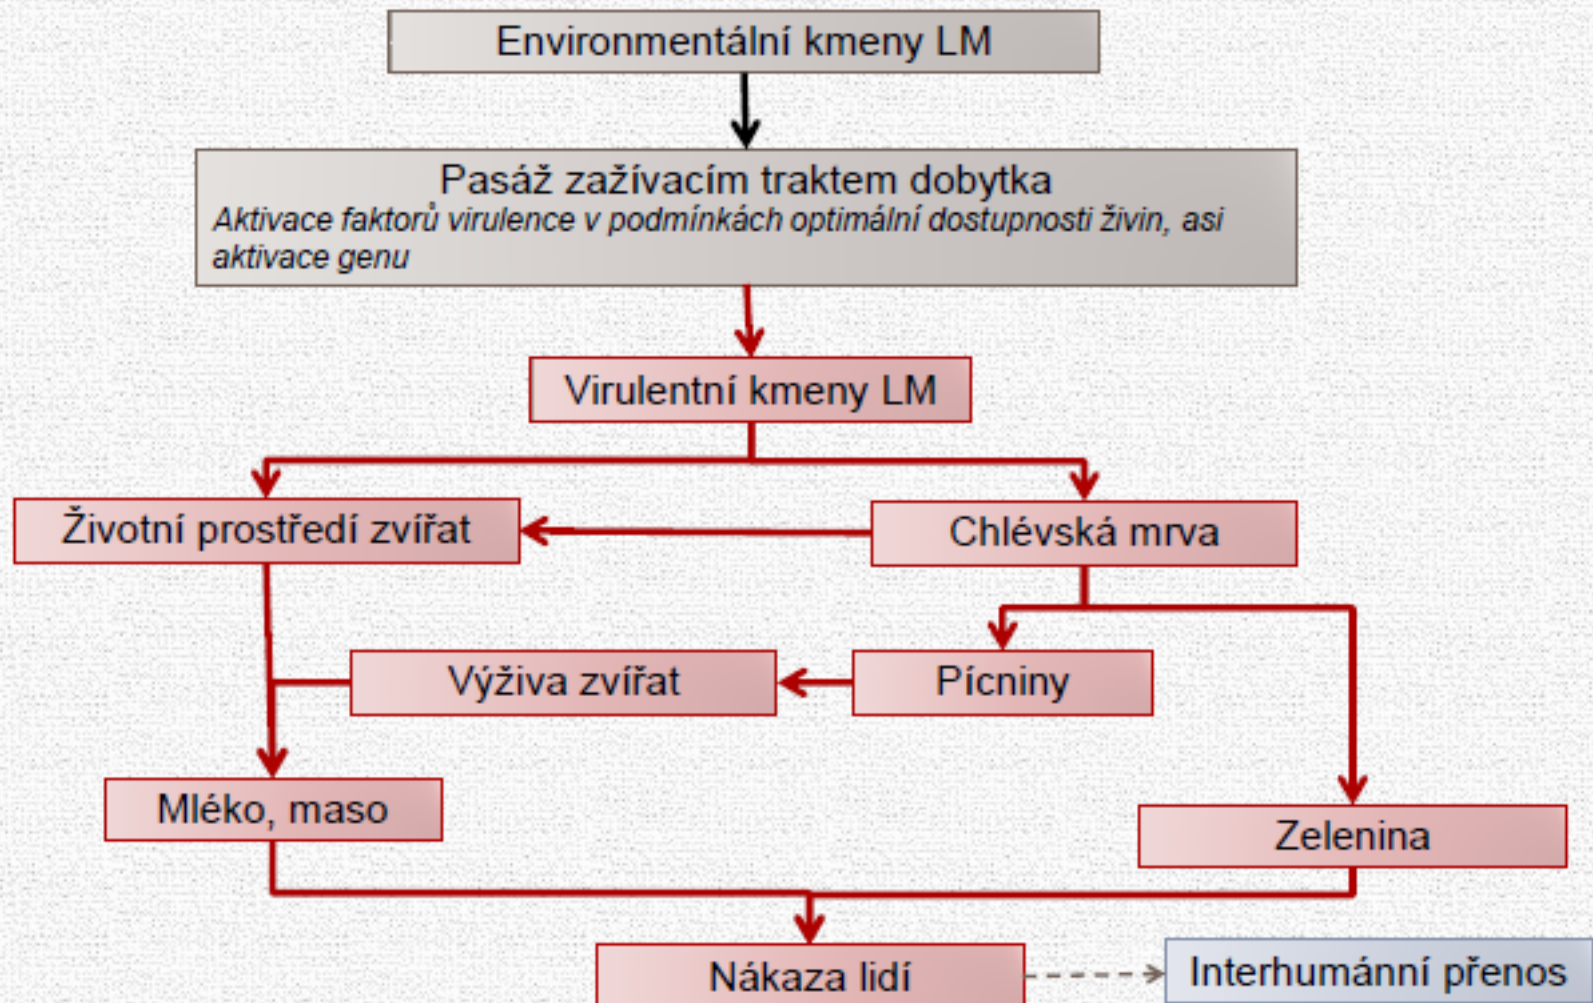 Environmentální kmeny LM
Pasáž zažívacím traktem dobytka
Aktivace faktorů virulence v podmínkách optimální dostupnosti živin, asi
aktivace genu
Virulentní kmeny LM
Životní prostředí zvířat
Chlévská mrva
Výživa zvířat
Pícniny
Mléko, maso
Zelenina
Nákaza lidí
Interhumánní přenos